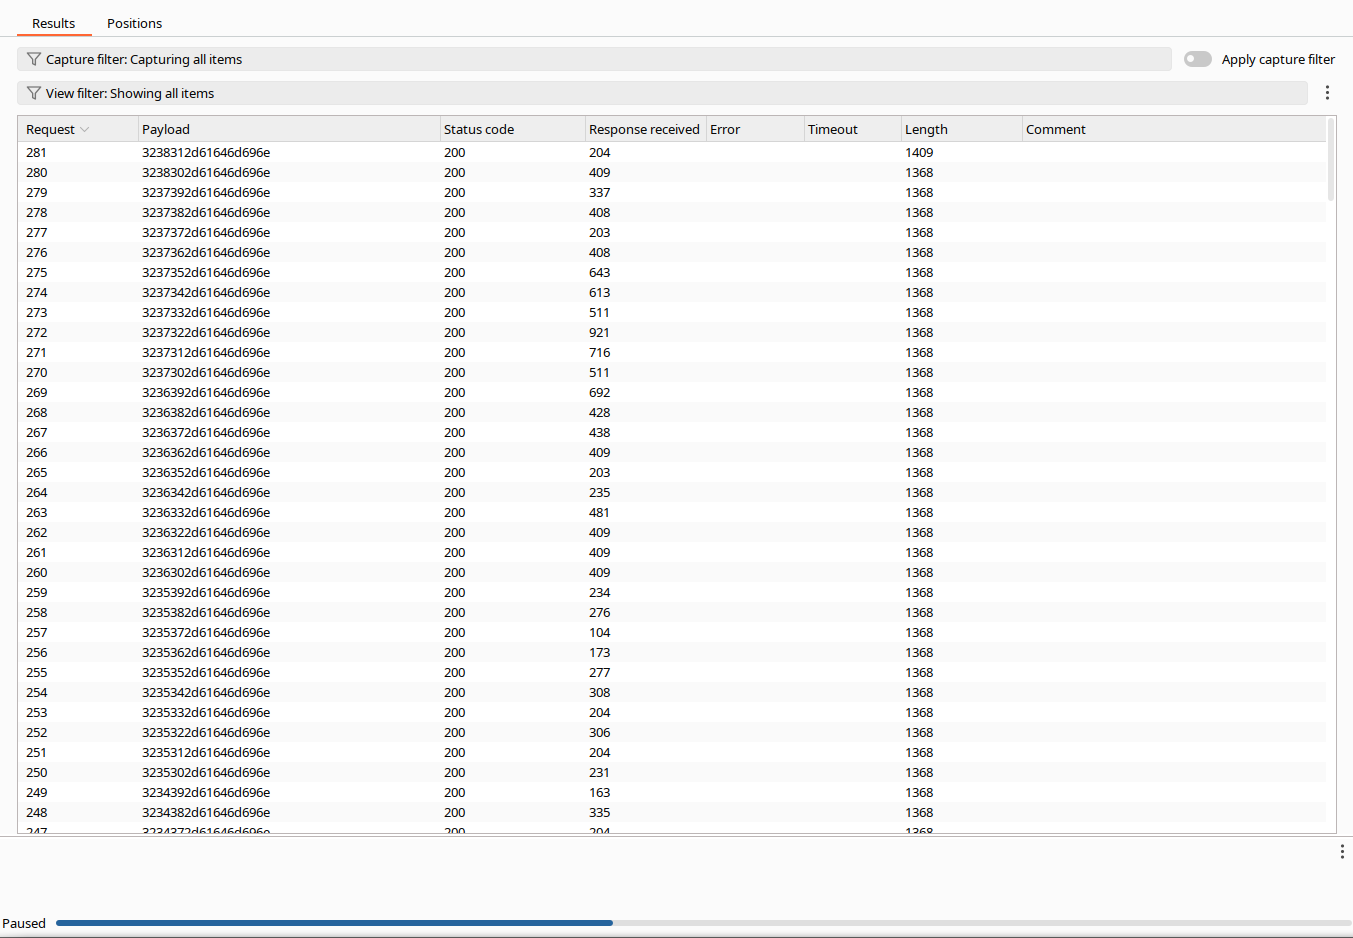 Results Positions
Capture filter: Capturing all items Apply capture filter
View filter: Showing all items
Request Payload Status code Response received Error Timeout Length Comment
281 3238312d61646d696e 200 204 1409
280 3238302d61646d696e 200 409 1368
279 3237392d61646d696e 200 337 1368
278 3237382d61646d696e 200 408 1368
277 3237372d61646d696e 200 203 1368
276 3237362d61646d696e 200 408 1368
275 3237352d61646d696e 200 643 1368
274 3237342d61646d696e 200 613 1368
273 3237332d61646d696e 200 511 1368
272 3237322d61646d696e 200 921 1368
271 3237312d61646d696e 200 716 1368
270 3237302d61646d696e 200 511 1368
269 3236392d61646d696e 200 692 1368
268 3236382d61646d696e 200 428 1368
267 3236372d61646d696e 200 438 1368
266 3236362d61646d696e 200 409 1368
265 3236352d61646d696e 200 203 1368
264 3236342d61646d696e 200 235 1368
263 3236332d61646d696e 200 481 1368
262 3236322d61646d696e 200 409 1368
261 3236312d61646d696e 200 409 1368
260 3236302d61646d696e 200 409 1368
259 3235392d61646d696e 200 234 1368
258 3235382d61646d696e 200 276 1368
257 3235372d61646d696e 200 104 1368
256 3235362d61646d696e 200 173 1368
255 3235352d61646d696e 200 277 1368
254 3235342d61646d696e 200 308 1368
253 3235332d61646d696e 200 204 1368
252 3235322d61646d696e 200 306 1368
251 3235312d61646d696e 200 204 1368
250 3235302d61646d696e 200 231 1368
249 3234392d61646d696e 200 163 1368
248 3234382d61646d696e 200 335 1368
247 3234372d61646d696e 200 204 1368
Paused